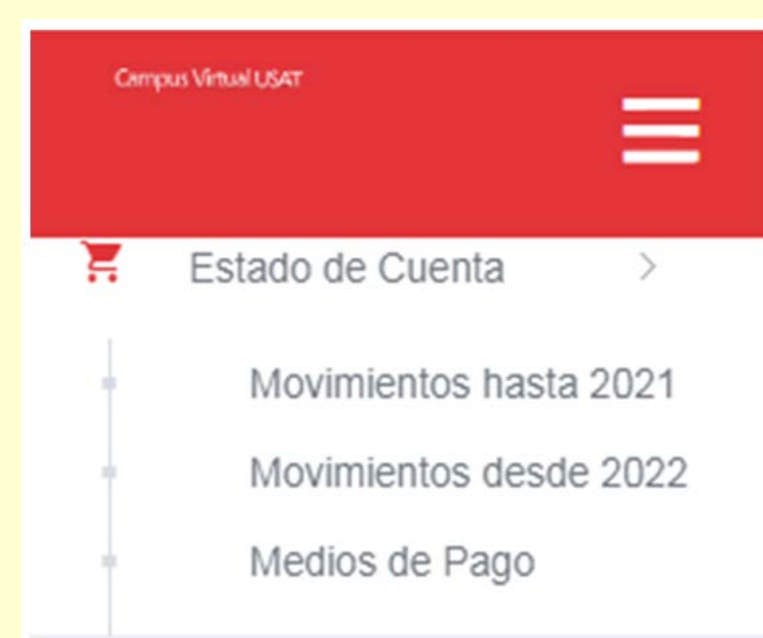 Campus Virtual USAT
Estado de Cuenta
Movimientos hasta 2021
Movimientos desde 2022
Medios de Pago